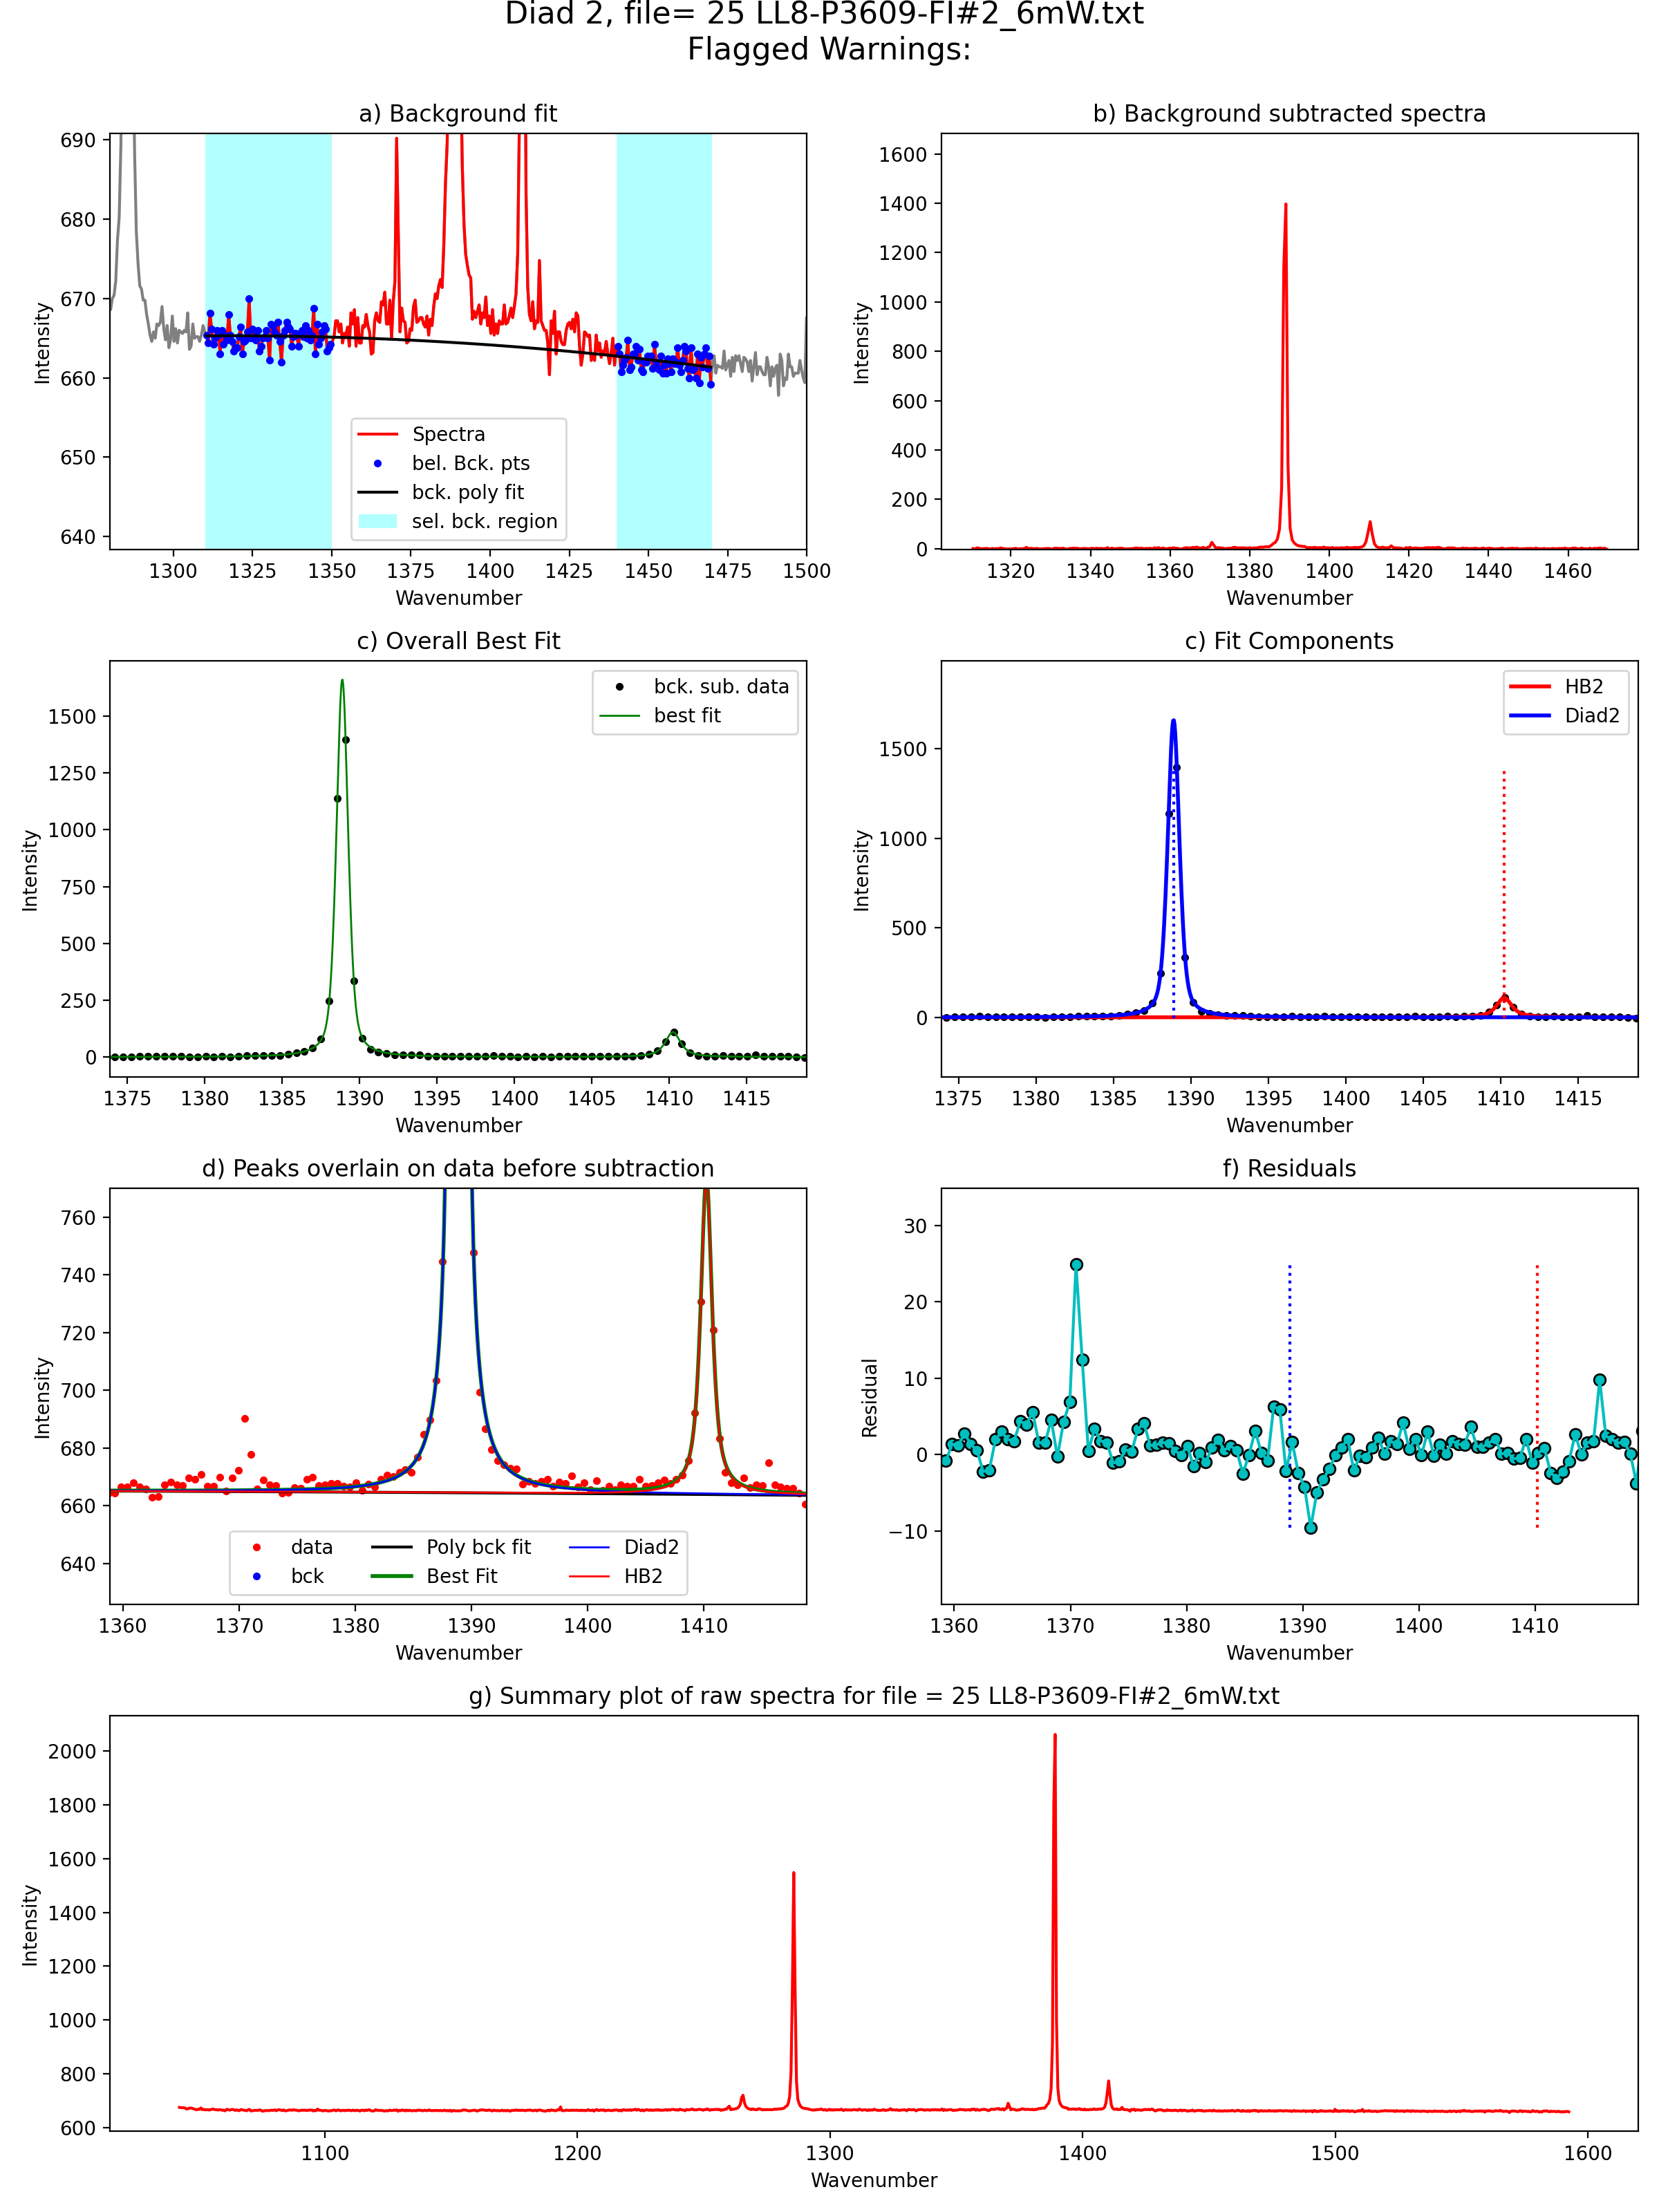 Diad 2, file= 25 LL8-P3609-FI#2_6mW.txt
Flagged Warnings:
a) Background fit
690
680
670
660
650
640
Intensity
Spectra
bel. Bck. pts
bck. poly fit
sel. bck. region
1300 1325 1350 1375 1400 1425 1450 1475 1500
Wavenumber
b) Background subtracted spectra
1600
1400
1200
1000
800
600
400
200
0
Intensity
1320 1340 1360 1380 1400 1420 1440 1460
Wavenumber
c) Overall Best Fit
1500
1250
1000
750
500
250
0
Intensity
bck. sub. data
best fit
1375 1380 1385 1390 1395 1400 1405 1410 1415
Wavenumber
c) Fit Components
1500
1000
500
0
Intensity
HB2
Diad2
1375 1380 1385 1390 1395 1400 1405 1410 1415
Wavenumber
d) Peaks overlain on data before subtraction
760
740
720
700
680
660
640
Intensity
data Poly bck fit Diad2
bck Best Fit HB2
1360 1370 1380 1390 1400 1410
Wavenumber
f) Residuals
30
20
10
0
−10
Residual
1360 1370 1380 1390 1400 1410
Wavenumber
g) Summary plot of raw spectra for file = 25 LL8-P3609-FI#2_6mW.txt
2000
1800
1600
1400
1200
1000
800
600
Intensity
1100 1200 1300 1400 1500 1600
Wavenumber